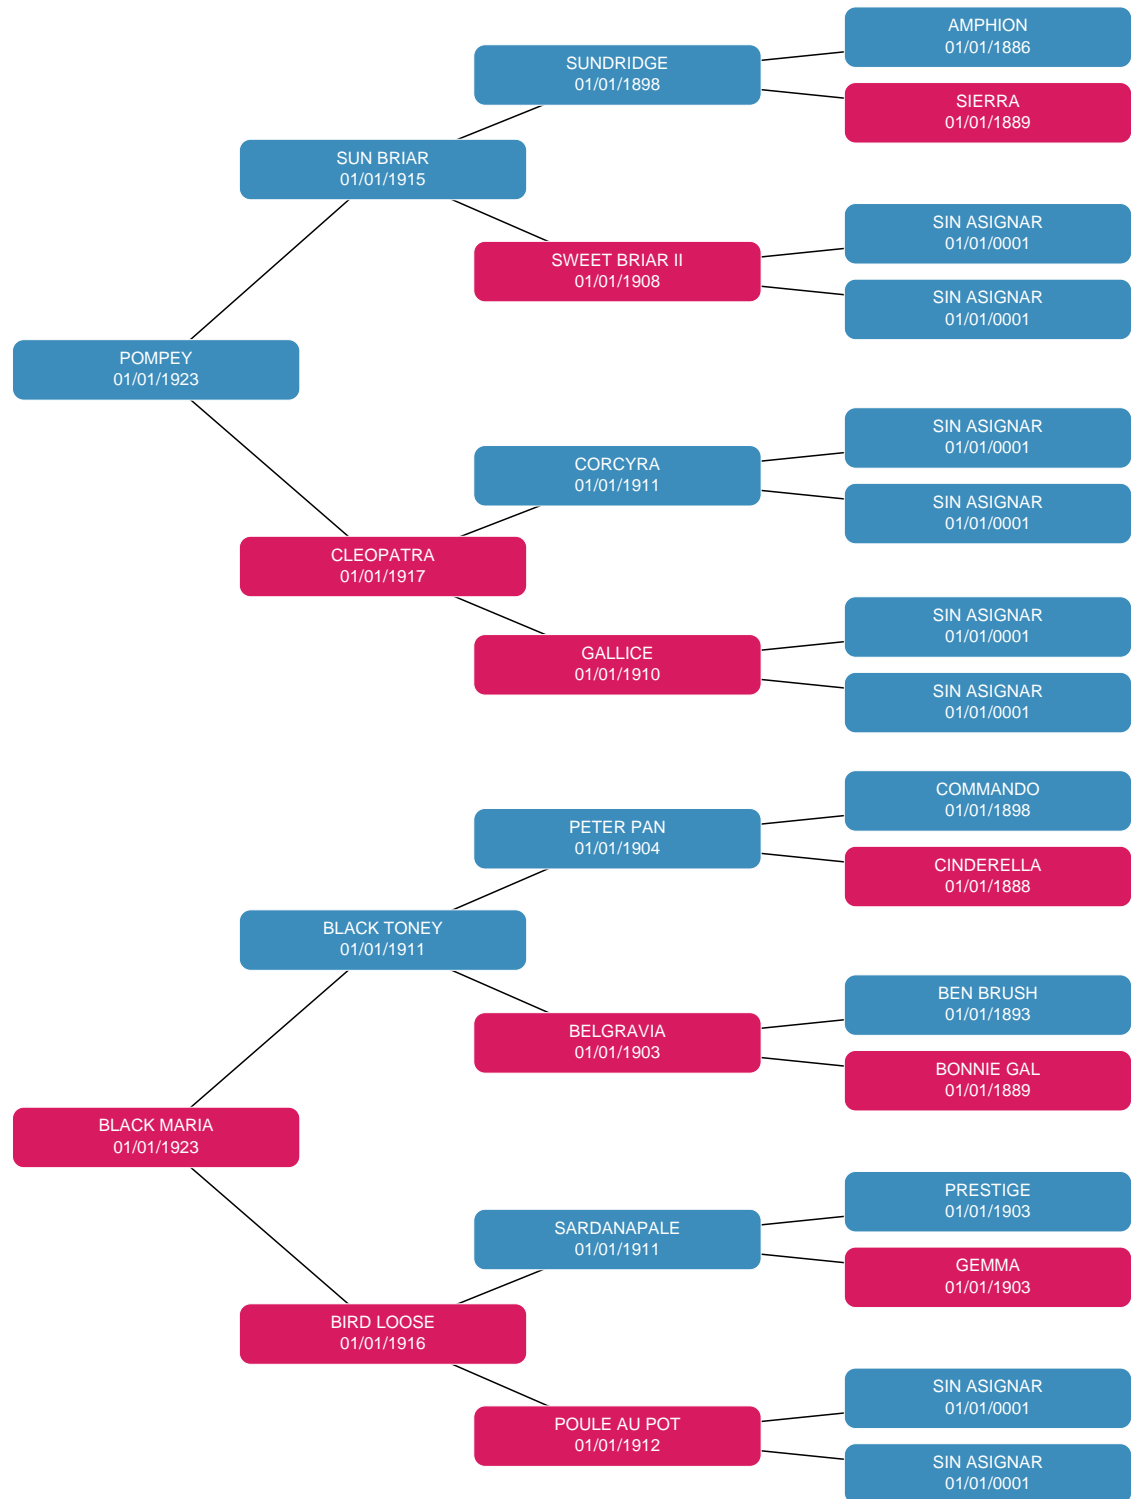 AMPHION
01/01/1886
SUNDRIDGE
01/01/1898
SIERRA
01/01/1889
SUN BRIAR
01/01/1915
SIN ASIGNAR
01/01/0001
SWEET BRIAR II
01/01/1908
SIN ASIGNAR
01/01/0001
POMPEY
01/01/1923
SIN ASIGNAR
01/01/0001
CORCYRA
01/01/1911
SIN ASIGNAR
01/01/0001
CLEOPATRA
01/01/1917
SIN ASIGNAR
01/01/0001
GALLICE
01/01/1910
SIN ASIGNAR
01/01/0001
COMMANDO
01/01/1898
PETER PAN
01/01/1904
CINDERELLA
01/01/1888
BLACK TONEY
01/01/1911
BEN BRUSH
01/01/1893
BELGRAVIA
01/01/1903
BONNIE GAL
01/01/1889
BLACK MARIA
01/01/1923
PRESTIGE
01/01/1903
SARDANAPALE
01/01/1911
GEMMA
01/01/1903
BIRD LOOSE
01/01/1916
SIN ASIGNAR
01/01/0001
POULE AU POT
01/01/1912
SIN ASIGNAR
01/01/0001